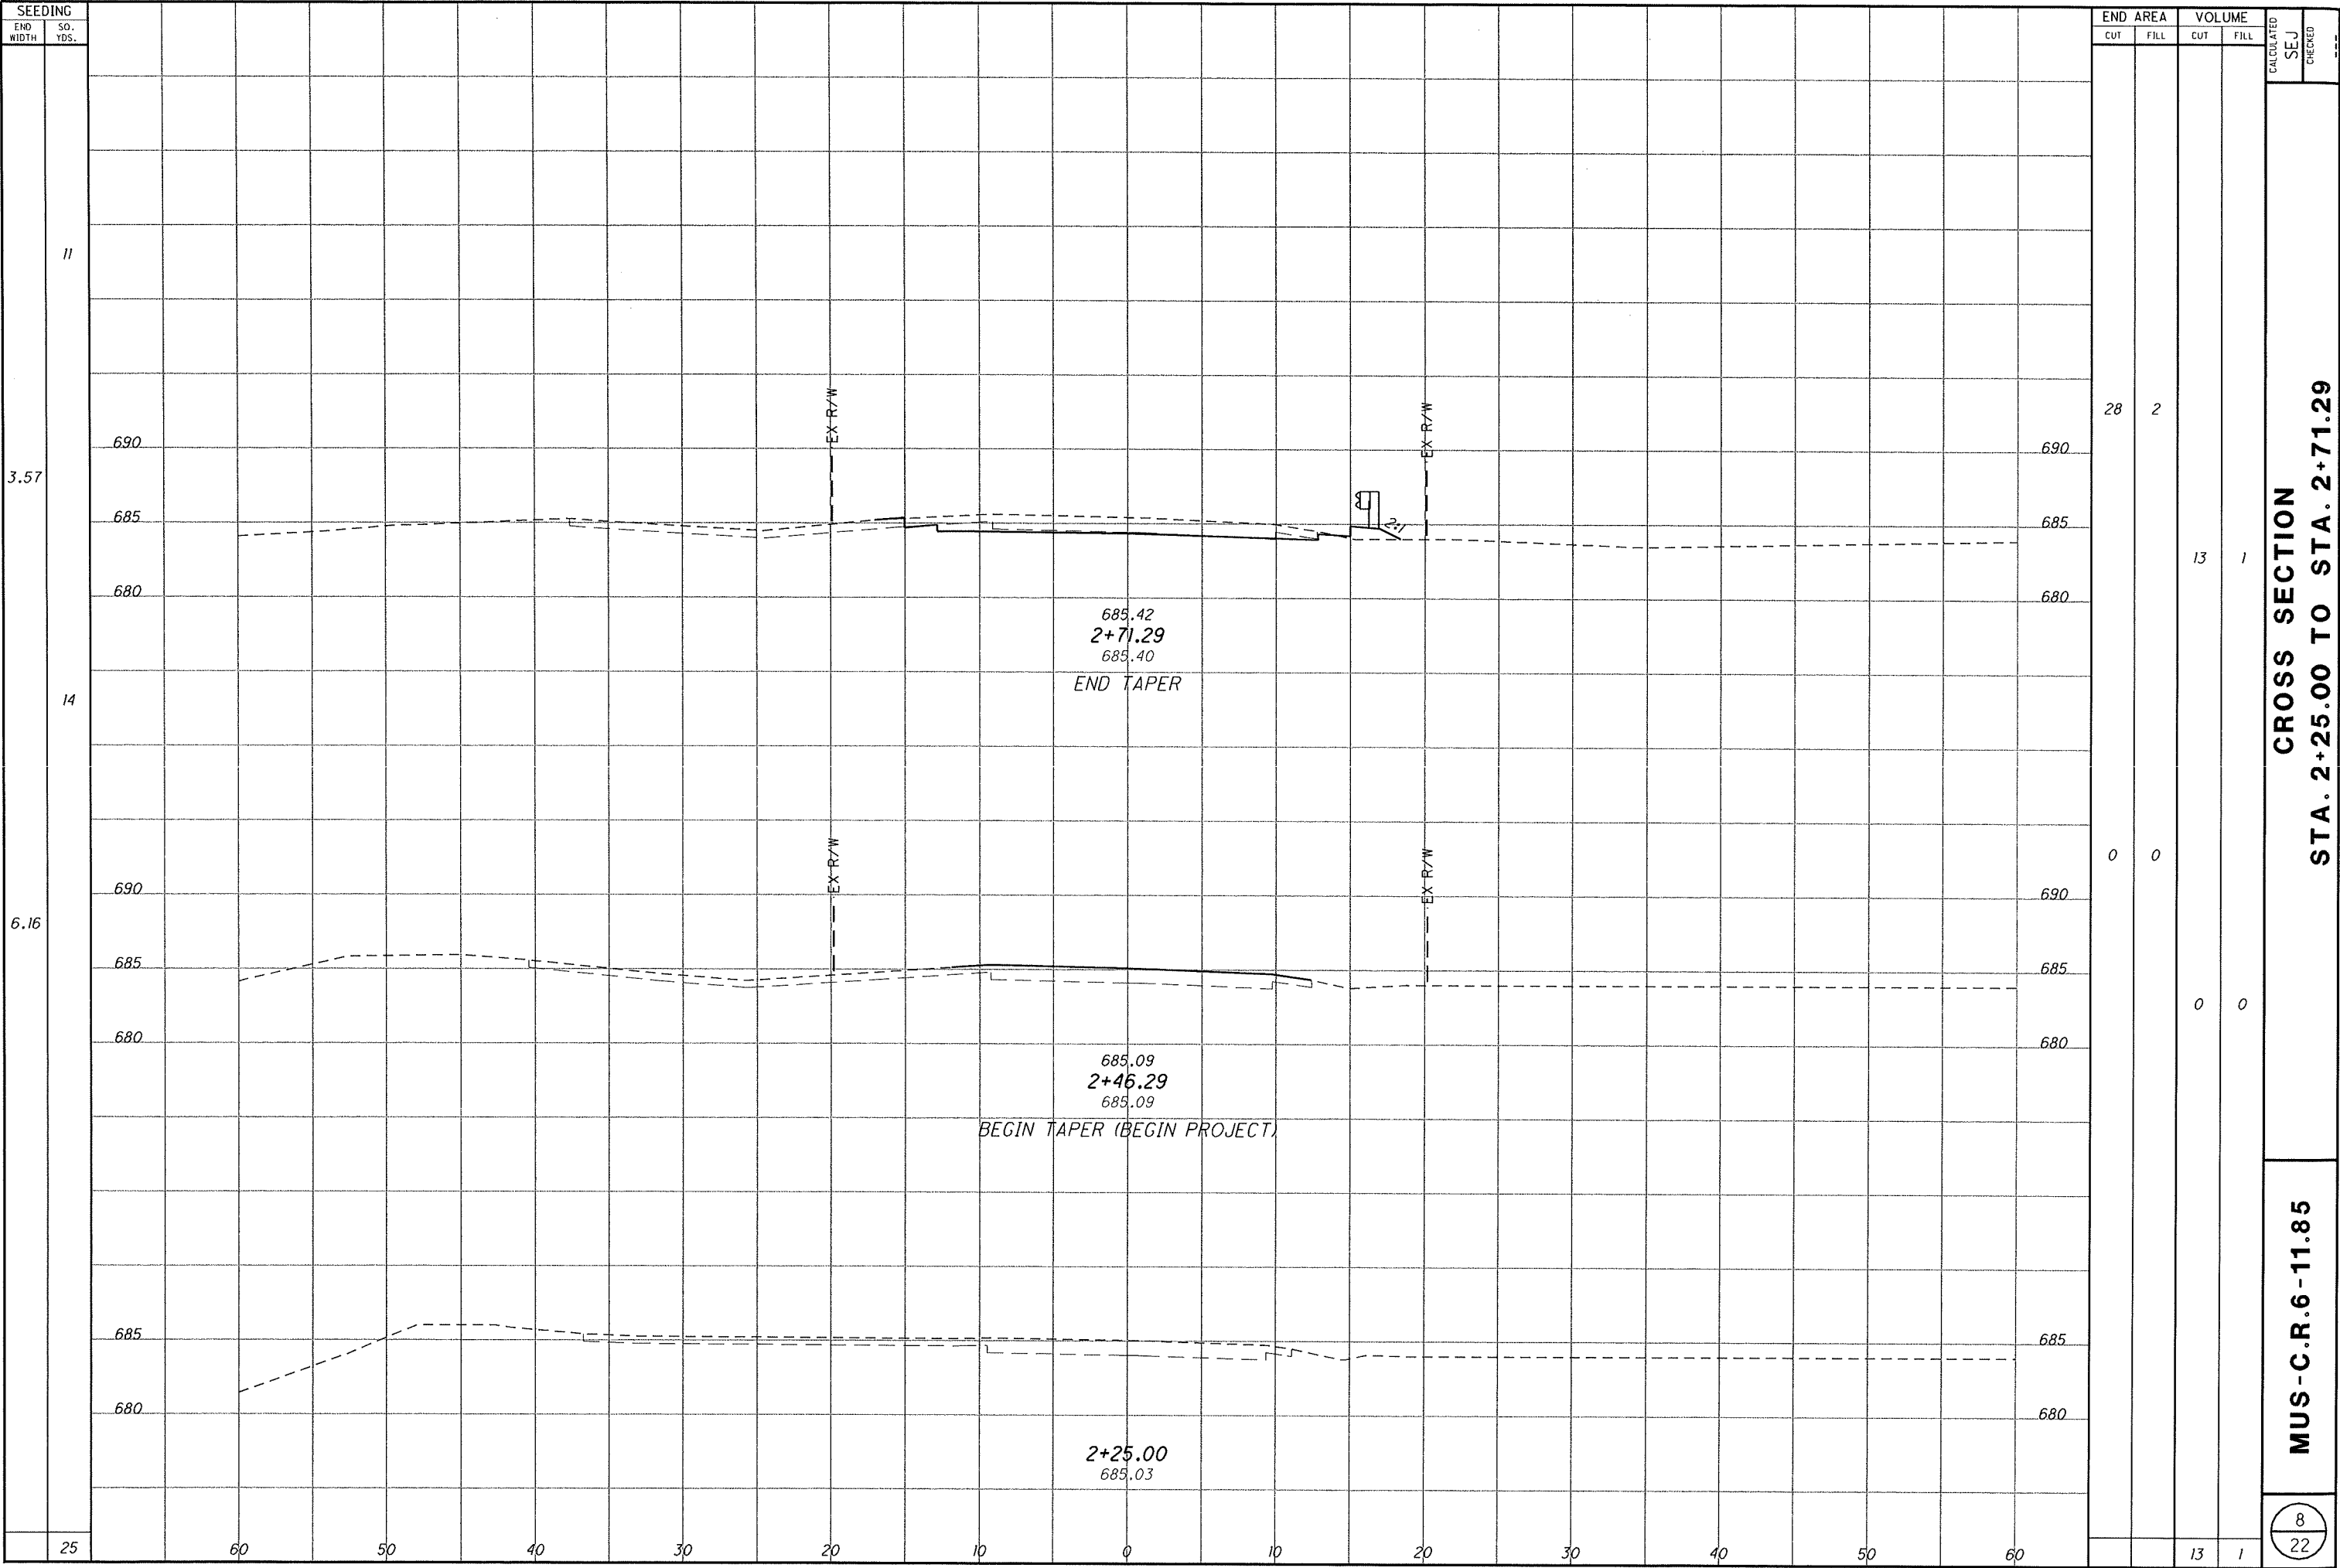 SEEDING
END WIDTH
SQ. YDS.
11
3.57
14
6.16
25
END AREA
VOLUME
CUT
FILL
CUT
FILL
28
2
13
1
0
0
0
0
13
1
EX R/W
EX R/W
690
690
2:1
685
685
680
680
685.42
2+71.29
685.40
END TAPER
EX R/W
EX R/W
690
690
685
685
680
680
685.09
2+46.29
685.09
BEGIN TAPER (BEGIN PROJECT)
685
685
680
680
2+25.00
685.03
60
50
40
30
20
10
0
10
20
30
40
50
60
CALCULATED
SEJ
CHECKED
---
CROSS SECTION
STA. 2+25.00 TO STA. 2+71.29
MUS-C.R.6-11.85
8
22